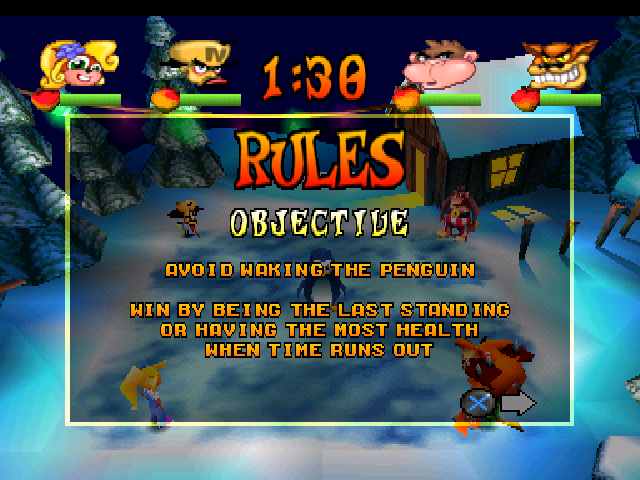 1:30
RULES
OBJECTIVE
AVOID WAKING THE PENGUIN
WIN BY BEING THE LAST STANDING
OR HAVING THE MOST HEALTH
WHEN TIME RUNS OUT